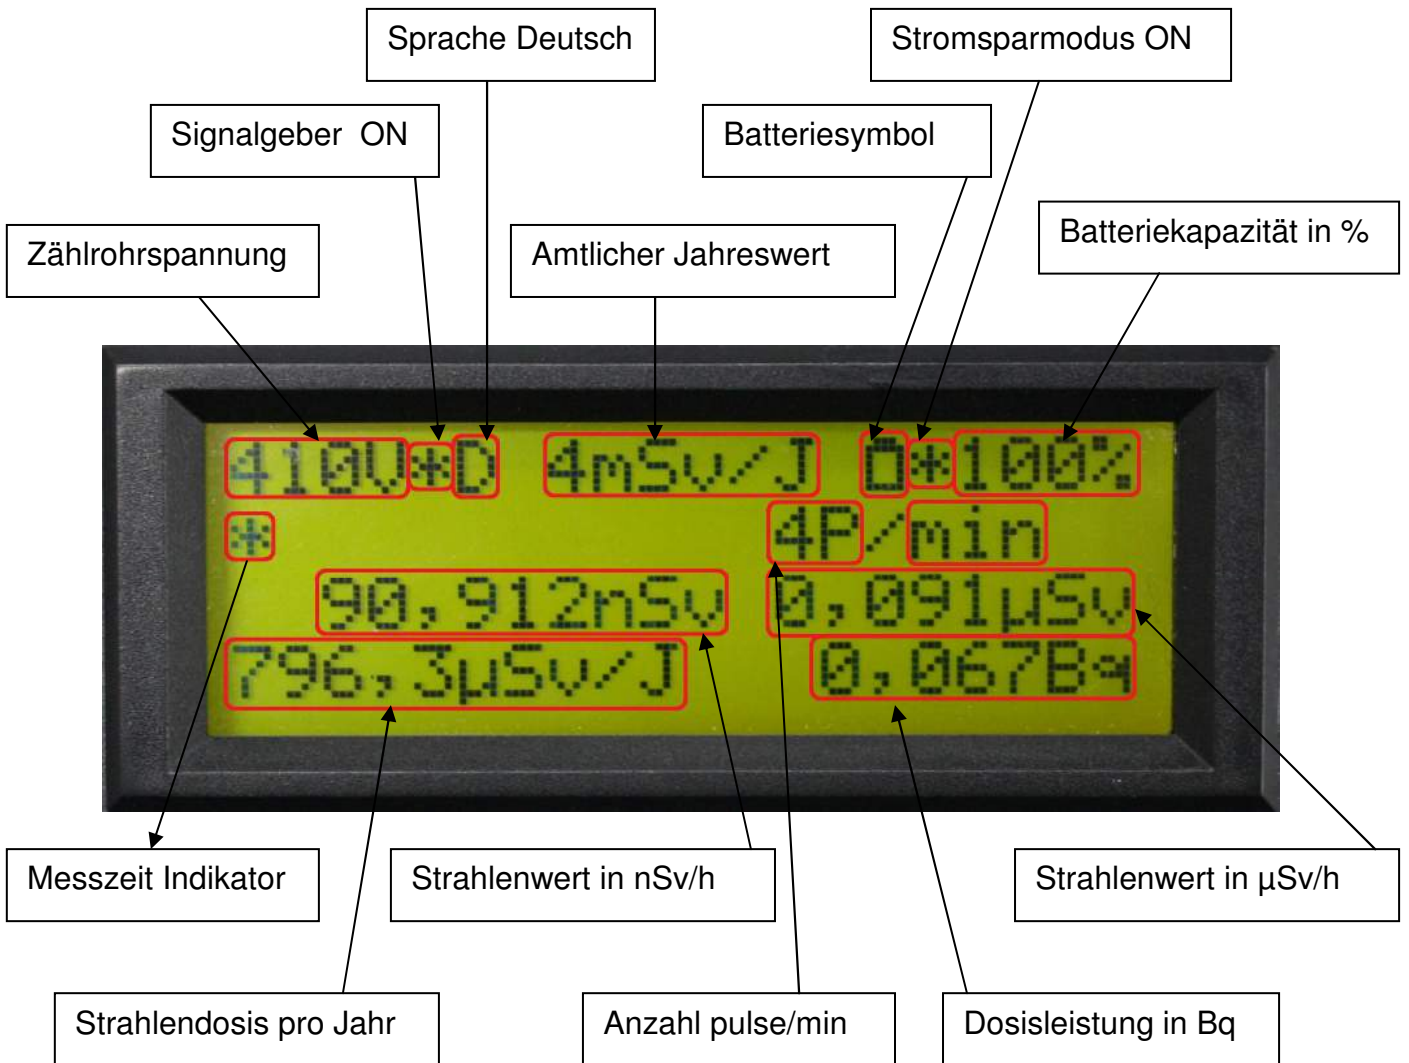 Sprache Deutsch
Stromsparmodus ON
Signalgeber ON
Batteriesymbol
Zählrohrspannung
Amtlicher Jahreswert
Batteriekapazität in %
410V*D 4mSv/J *100%
* 4P/min
90,912nSv 0,091µSv
796,3µSv/J 0,067Bq
Messzeit Indikator
Strahlenwert in nSv/h
Strahlenwert in µSv/h
Strahlendosis pro Jahr
Anzahl pulse/min
Dosisleistung in Bq